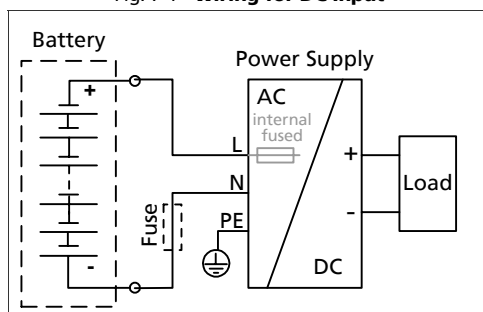 Wiring for DC input
Battery
Power Supply
+
AC
internal
fused
L
+
N
Load
Fuse
PE
-
-
DC